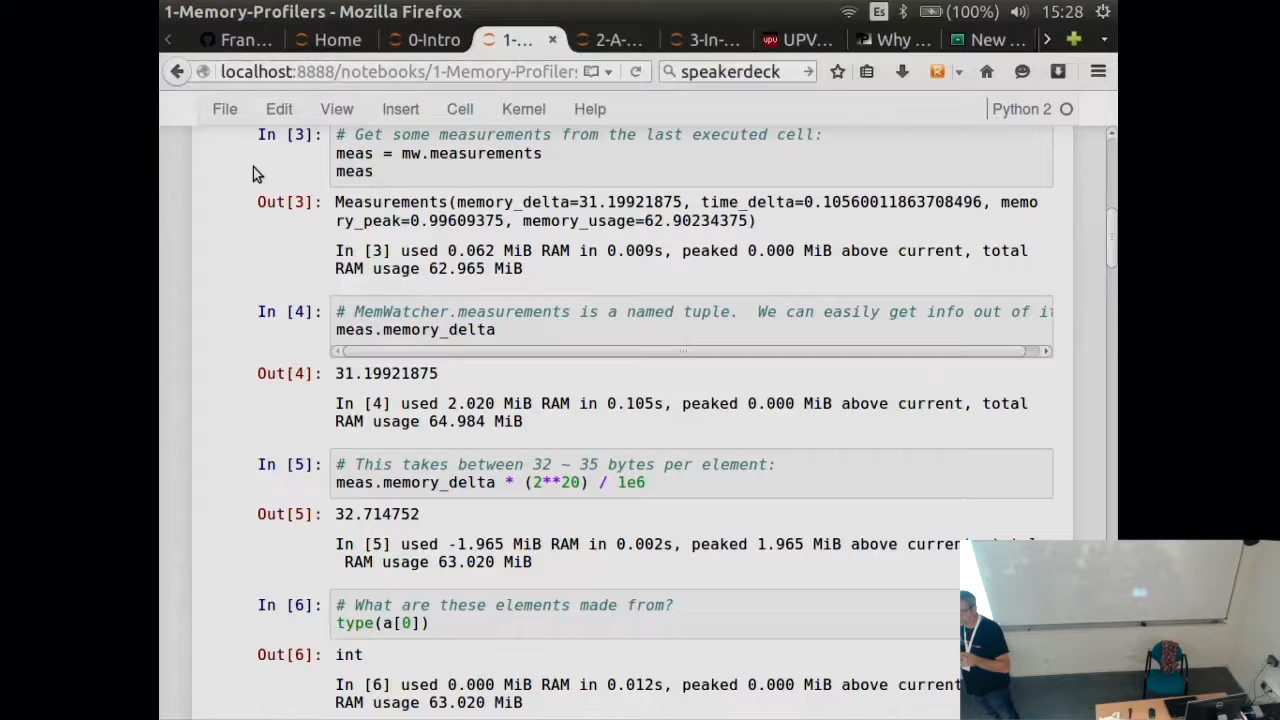 1-Memory-Profilers - Mozilla Firefox
Es
(100%)
15:28
Fran...
Home
0-Intro
1-...
2-A-...
3-In-...
upv
UPV...
Why ...
New ...
localhost:8888/notebooks/1-Memory-Profilers
speakerdeck
File Edit View Insert Cell Kernel Help
Python 2
In [3]: # Get some measurements from the last executed cell:
meas = mw.measurements
meas
Out[3]: Measurements(memory_delta=31.19921875, time_delta=0.10560011863708496, memo
ry_peak=0.99609375, memory_usage=62.90234375)
In [3] used 0.062 MiB RAM in 0.009s, peaked 0.000 MiB above current, total
RAM usage 62.965 MiB
In [4]: # MemWatcher.measurements is a named tuple.  We can easily get info out of it
meas.memory_delta
Out[4]: 31.19921875
In [4] used 2.020 MiB RAM in 0.105s, peaked 0.000 MiB above current, total
RAM usage 64.984 MiB
In [5]: # This takes between 32 ~ 35 bytes per element:
meas.memory_delta * (2**20) / 1e6
Out[5]: 32.714752
In [5] used -1.965 MiB RAM in 0.002s, peaked 1.965 MiB above current, total
RAM usage 63.020 MiB
In [6]: # What are these elements made from?
type(a[0])
Out[6]: int
In [6] used 0.000 MiB RAM in 0.012s, peaked 0.000 MiB above current
RAM usage 63.020 MiB